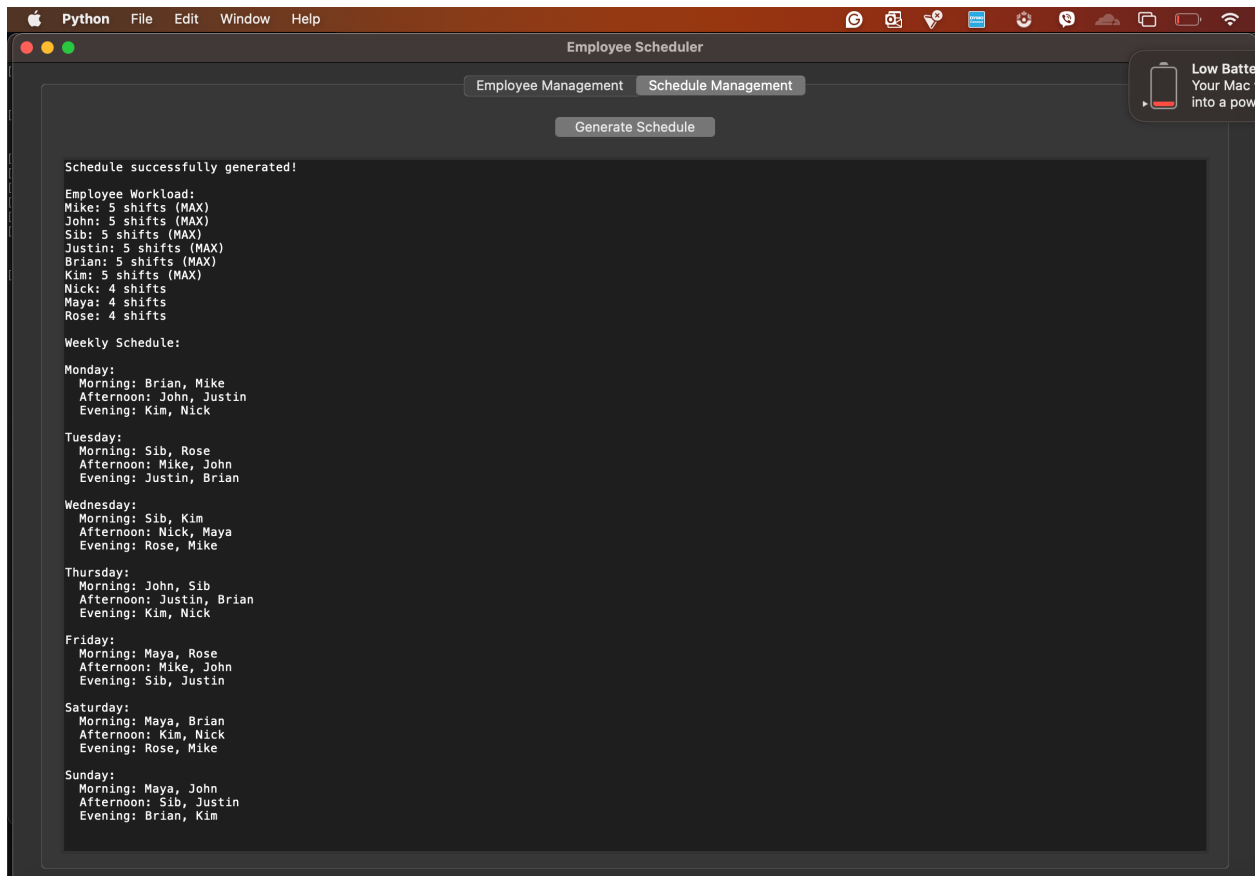 Python File Edit Window Help
Employee Scheduler
Low Batte
Your Mac
into a pow
Employee Management Schedule Management
Generate Schedule
Schedule successfully generated!
Employee Workload:
Mike: 5 shifts (MAX)
John: 5 shifts (MAX)
Sib: 5 shifts (MAX)
Justin: 5 shifts (MAX)
Brian: 5 shifts (MAX)
Kim: 5 shifts (MAX)
Nick: 4 shifts
Maya: 4 shifts
Rose: 4 shifts
Weekly Schedule:
Monday:
Morning: Brian, Mike
Afternoon: John, Justin
Evening: Kim, Nick
Tuesday:
Morning: Sib, Rose
Afternoon: Mike, John
Evening: Justin, Brian
Wednesday:
Morning: Sib, Kim
Afternoon: Nick, Maya
Evening: Rose, Mike
Thursday:
Morning: John, Sib
Afternoon: Justin, Brian
Evening: Kim, Nick
Friday:
Morning: Maya, Rose
Afternoon: Mike, John
Evening: Sib, Justin
Saturday:
Morning: Maya, Brian
Afternoon: Kim, Nick
Evening: Rose, Mike
Sunday:
Morning: Maya, John
Afternoon: Sib, Justin
Evening: Brian, Kim